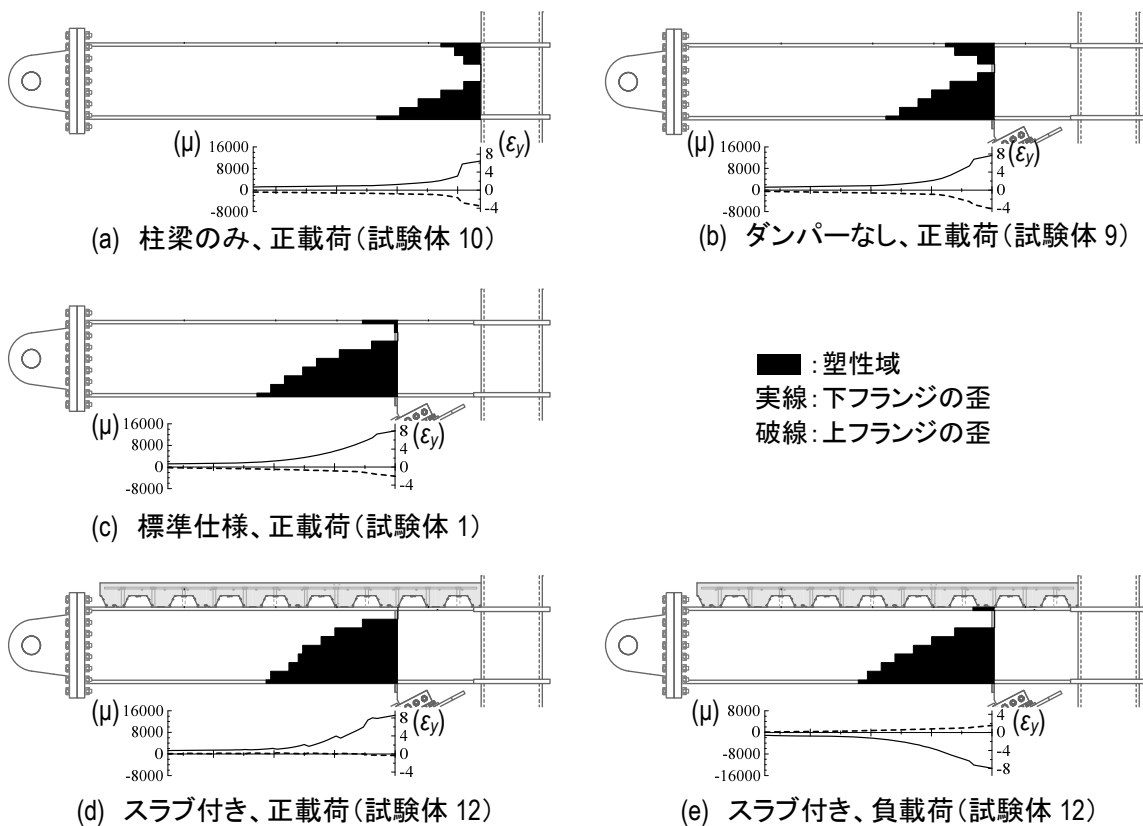 (μ)
(εy)
16000
8000
0
-8000
8
4
0
-4
(a) 柱梁のみ、正載荷(試験体 10)
(μ)
(εy)
16000
8000
0
-8000
8
4
0
-4
(b) ダンパーなし、正載荷(試験体 9)
(μ)
(εy)
16000
8000
0
-8000
8
4
0
-4
(c) 標準仕様、正載荷(試験体 1)
:塑性域
実線:下フランジの歪
破線:上フランジの歪
(μ)
(εy)
16000
8000
0
-8000
8
4
0
-4
(d) スラブ付き、正載荷(試験体 12)
(μ)
(εy)
8000
0
-8000
-16000
4
0
-4
-8
(e) スラブ付き、負載荷(試験体 12)